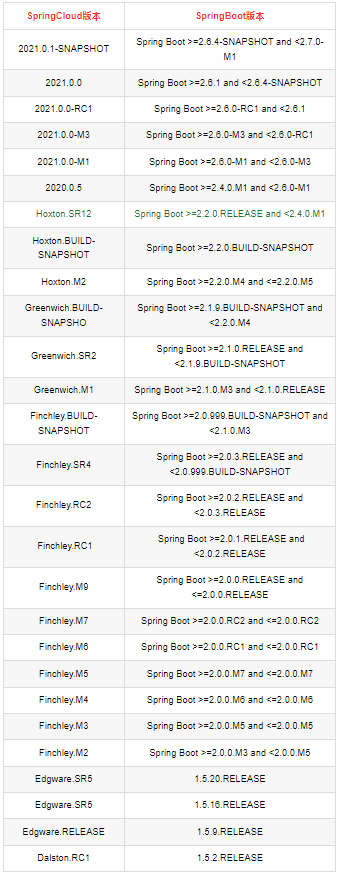 SpringCloud版本 SpringBoot版本
2021.0.1-SNAPSHOT Spring Boot >=2.6.4-SNAPSHOT and <2.7.0-
M1
2021.0.0 Spring Boot >=2.6.1 and <2.6.4-SNAPSHOT
2021.0.0-RC1 Spring Boot >=2.6.0-RC1 and <2.6.1
2021.0.0-M3 Spring Boot >=2.6.0-M3 and <2.6.0-RC1
2021.0.0-M1 Spring Boot >=2.6.0-M1 and <2.6.0-M3
2020.0.5 Spring Boot >=2.4.0.M1 and <2.6.0-M1
Hoxton.SR12 Spring Boot >=2.2.0.RELEASE and <2.4.0.M1
Hoxton.BUILD-
SNAPSHOT Spring Boot >=2.2.0.BUILD-SNAPSHOT
Hoxton.M2 Spring Boot >=2.2.0.M4 and <=2.2.0.M5
Greenwich.BUILD-
SNAPSHO Spring Boot >=2.1.9.BUILD-SNAPSHOT and
<2.2.0.M4
Greenwich.SR2 Spring Boot >=2.1.0.RELEASE and
<2.1.9.BUILD-SNAPSHOT
Greenwich.M1 Spring Boot >=2.1.0.M3 and <2.1.0.RELEASE
Finchley.BUILD-
SNAPSHOT Spring Boot >=2.0.999.BUILD-SNAPSHOT and
<2.1.0.M3
Finchley.SR4 Spring Boot >=2.0.3.RELEASE and
<2.0.999.BUILD-SNAPSHOT
Finchley.RC2 Spring Boot >=2.0.2.RELEASE and
<2.0.3.RELEASE
Finchley.RC1 Spring Boot >=2.0.1.RELEASE and
<2.0.2.RELEASE
Finchley.M9 Spring Boot >=2.0.0.RELEASE and
<=2.0.0.RELEASE
Finchley.M7 Spring Boot >=2.0.0.RC2 and <=2.0.0.RC2
Finchley.M6 Spring Boot >=2.0.0.RC1 and <=2.0.0.RC1
Finchley.M5 Spring Boot >=2.0.0.M7 and <=2.0.0.M7
Finchley.M4 Spring Boot >=2.0.0.M6 and <=2.0.0.M6
Finchley.M3 Spring Boot >=2.0.0.M5 and <=2.0.0.M5
Finchley.M2 Spring Boot >=2.0.0.M3 and <2.0.0.M5
Edgware.SR5 1.5.20.RELEASE
Edgware.SR5 1.5.16.RELEASE
Edgware.RELEASE 1.5.9.RELEASE
Dalston.RC1 1.5.2.RELEASE